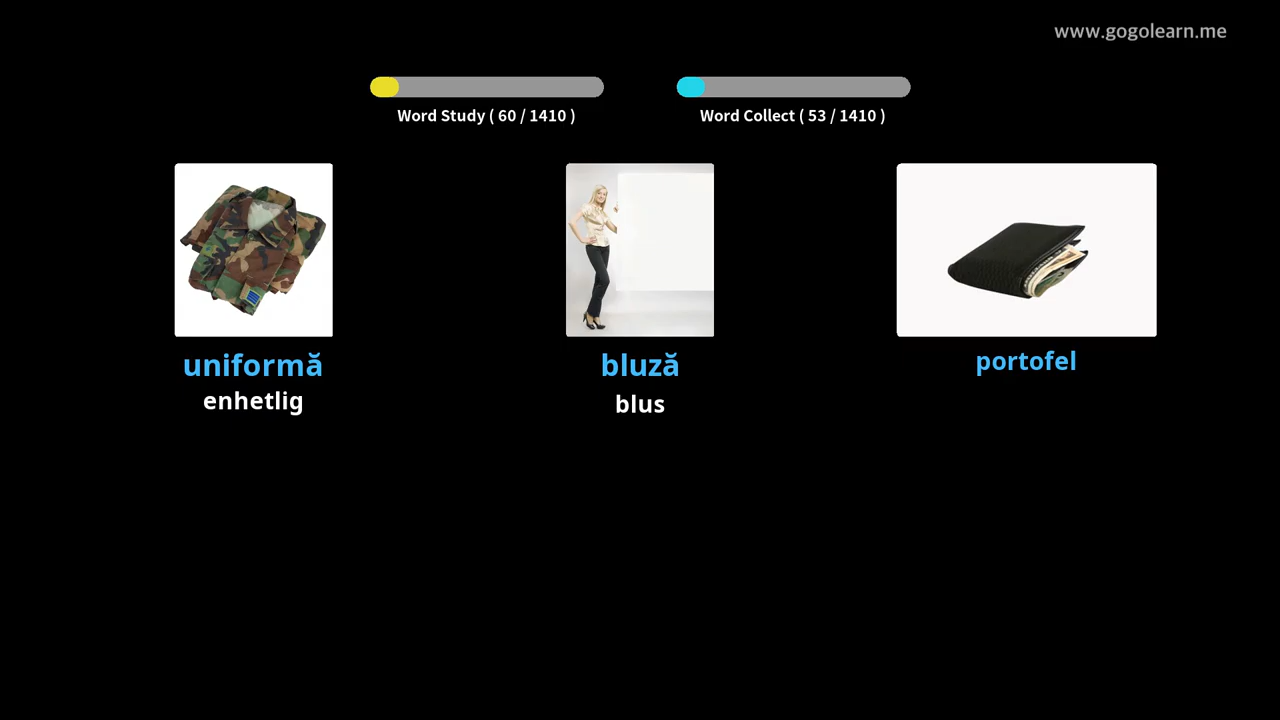 www.gogolearn.me
Word Study ( 60 / 1410 )
Word Collect ( 53 / 1410 )
uniformă
enhetlig
bluză
blus
portofel